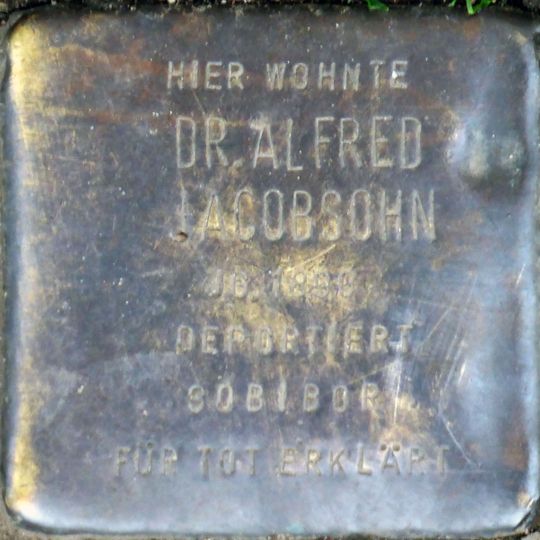 HIER WOHNTE
DR. ALFRED
JACOBSOHN
JG.
DEPORTIERT
SOBIBOR
FÜR TOT ERKLÄRT